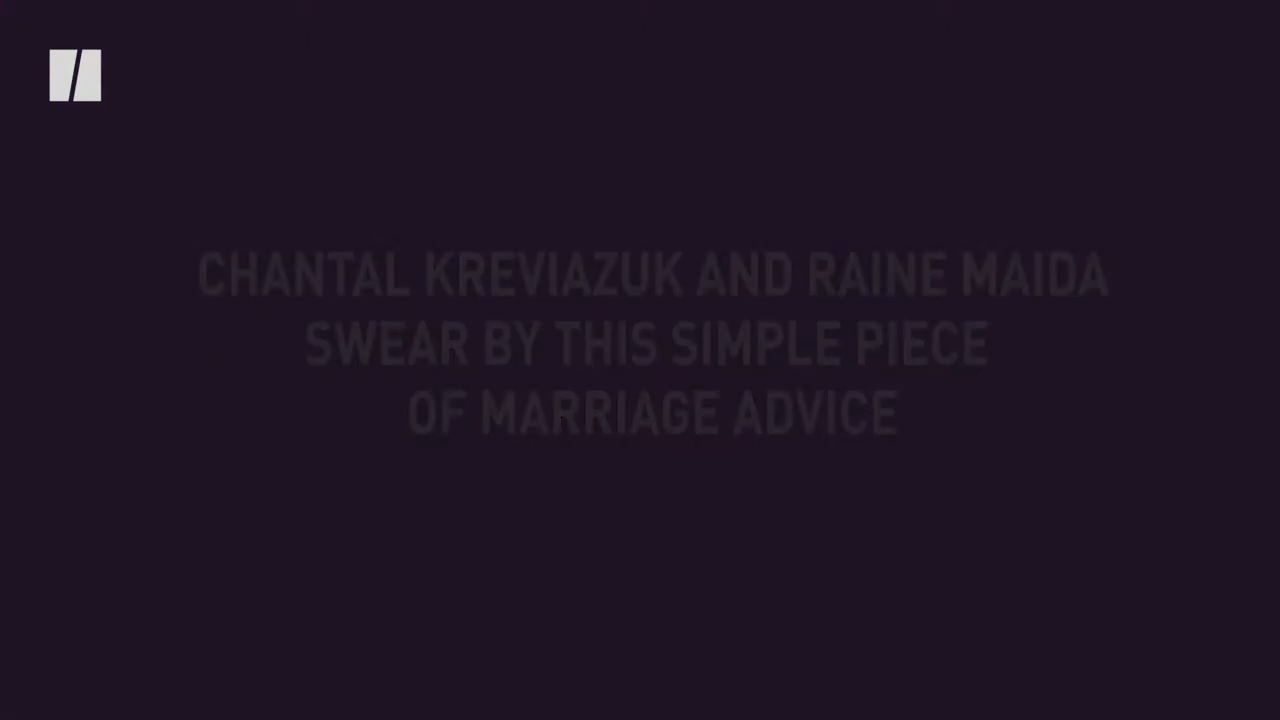 CHANTAL KREVIAZUK AND RAINE MAIDA
SWEAR BY THIS SIMPLE PIECE
OF MARRIAGE ADVICE